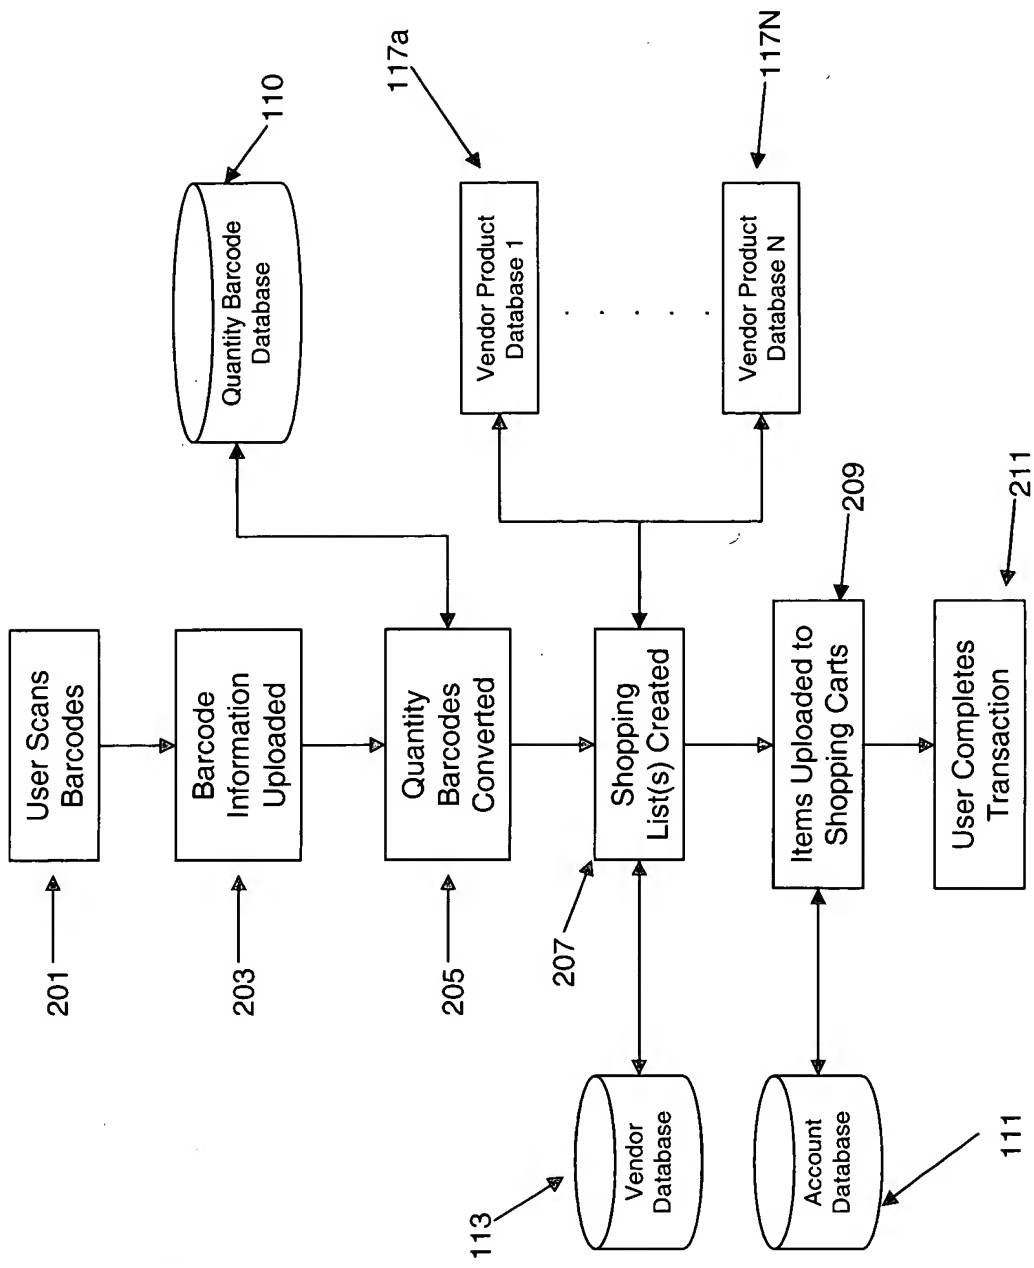 201
User Scans
Barcodes
203
Barcode
Information
Uploaded
205
Quantity
Barcodes
Converted
110
Quantity Barcode
Database
113
Vendor
Database
207
Shopping
List(s) Created
117a
Vendor Product
Database 1
117N
Vendor Product
Database N
111
Account
Database
209
Items Uploaded to
Shopping Carts
211
User Completes
Transaction